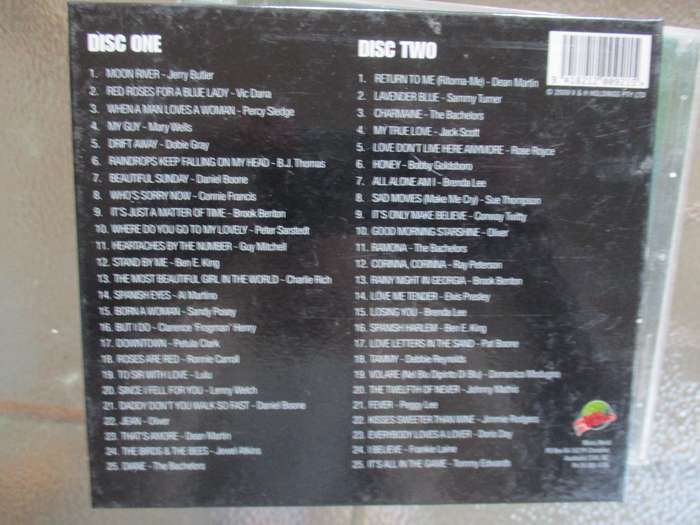 DISC ONE
1. MOON RIVER - Jerry Butler
2. RED ROSES FOR A BLUE LADY - Vic Dana
3. WHEN A MAN LOVES A WOMAN - Percy Sledge
4. MY GUY - Mary Wells
5. DRIFT AWAY - Dobie Gray
6. RAINDROPS KEEP FALLING ON MY HEAD - B.J. Thomas
7. BEAUTIFUL SUNDAY - Daniel Boone
8. WHO'S SORRY NOW - Connie Francis
9. IT'S JUST A MATTER OF TIME - Brook Benton
10. WHERE DO YOU GO TO MY LOVELY - Peter Sarstedt
11. HEARTACHES BY THE NUMBER - Guy Mitchell
12. STAND BY ME - Ben E. King
13. THE MOST BEAUTIFUL GIRL IN THE WORLD - Charlie Rich
14. SPANISH EYES - Al Martino
15. BORN A WOMAN - Sandy Posey
16. BUT I DO - Clarence 'Frogman' Henry
17. DOWNTOWN - Petula Clark
18. ROSES ARE RED - Ronnie Carroll
19. TO SIR WITH LOVE - Lulu
20. SINCE I FELL FOR YOU - Lenny Welch
21. DADDY DON'T YOU WALK SO FAST - Daniel Boone
22. JEAN - Oliver
23. THAT'S AMORE - Dean Martin
24. THE BIRDS & THE BEES - Jewel Atkins
25. DIANE - The Bachelors
DISC TWO
1. RETURN TO ME (Ritorna-Me) - Dean Martin
2. LAVENDER BLUE - Sammy Turner
3. CHARMAINE - The Bachelors
4. MY TRUE LOVE - Jack Scott
5. LOVE DON'T LIVE HERE ANYMORE - Rose Royce
6. HONEY - Bobby Goldsboro
7. ALL ALONE AM I - Brenda Lee
8. SAD MOVIES (Make Me Cry) - Sue Thompson
9. IT'S ONLY MAKE BELIEVE - Conway Twitty
10. GOOD MORNING STARSHINE - Oliver
11. RAMONA - The Bachelors
12. CORINNA, CORINNA - Ray Peterson
13. RAINY NIGHT IN GEORGIA - Brook Benton
14. LOVE ME TENDER - Elvis Presley
15. LOSING YOU - Brenda Lee
16. SPANISH HARLEM - Ben E. King
17. LOVE LETTERS IN THE SAND - Pat Boone
18. TAMMY - Debbie Reynolds
19. VOLARE (Nel Blu Dipinto Di Blu) - Domenico Modugno
20. THE TWELFTH OF NEVER - Johnny Mathis
21. FEVER - Peggy Lee
22. KISSES SWEETER THAN WINE - Jimmie Rodgers
23. EVERYBODY LOVES A LOVER - Doris Day
24. I BELIEVE - Frankie Laine
25. IT'S ALL IN THE GAME - Tommy Edwards